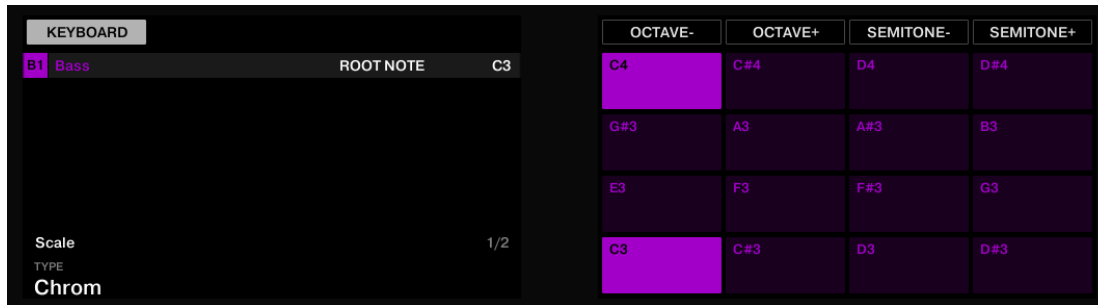 KEYBOARD
B1 Bass ROOT NOTE C3
Scale 1/2
TYPE
Chrom
OCTAVE- OCTAVE+ SEMITONE- SEMITONE+
C4 C#4 D4 D#4
G#3 A3 A#3 B3
E3 F3 F#3 G3
C3 C#3 D3 D#3